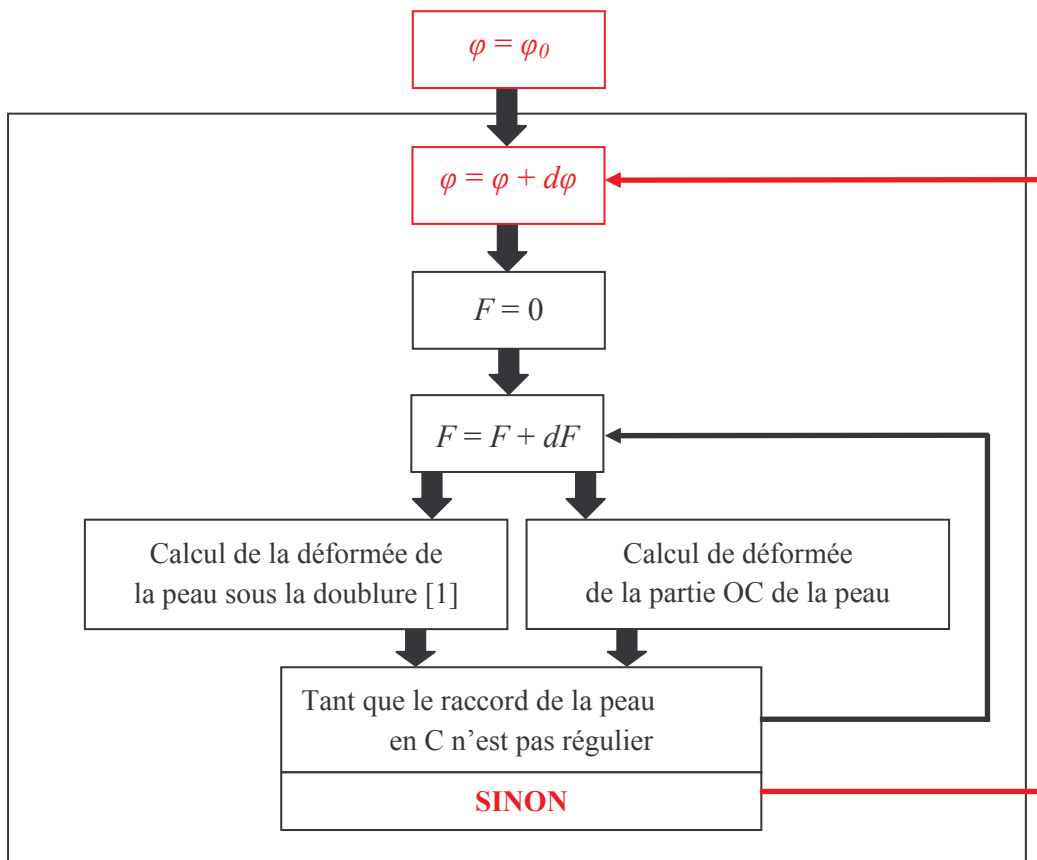 φ = φ₀
φ = φ + dφ
F = 0
F = F + dF
Calcul de la déformée de
la peau sous la doublure [1]
Calcul de déformée
de la partie OC de la peau
Tant que le raccord de la peau
en C n’est pas régulier
SINON